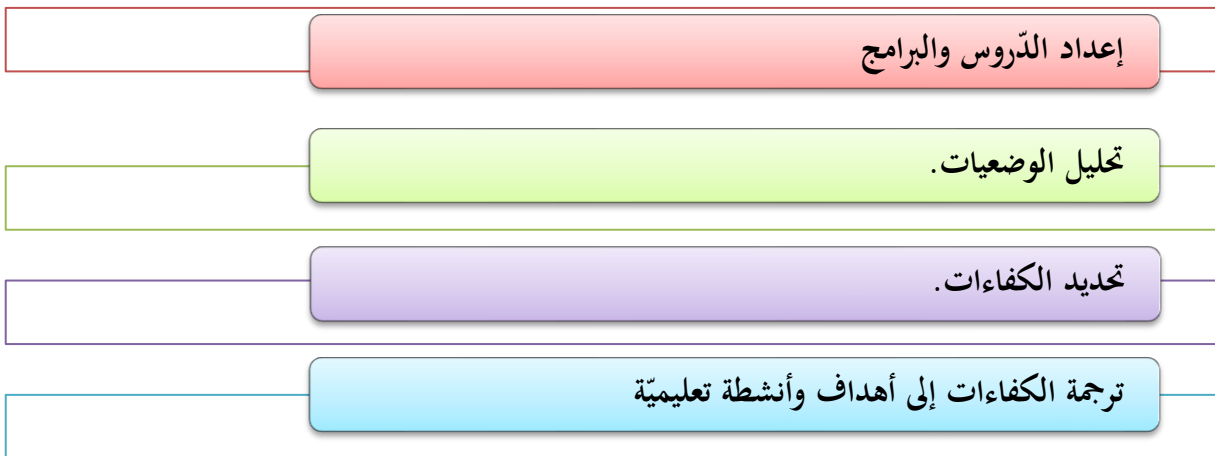 إعداد الدّروس والبرامج
تحليل الوضعيات.
تحديد الكفاءات.
ترجمة الكفاءات إلى أهداف وأنشطة تعليميّة